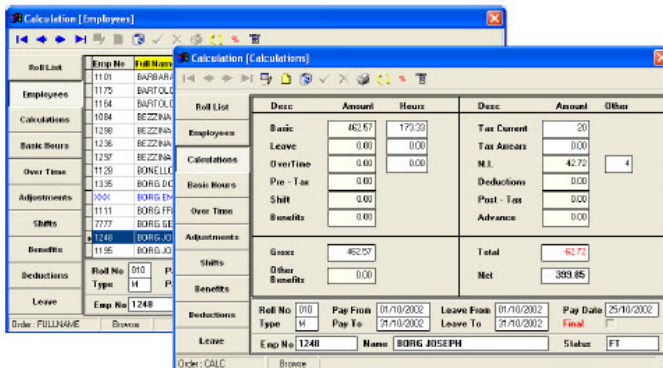 Calculation [Employees]
Roll List
Employees
Calculations
Basic Hours
Over Time
Adjustments
Shifts
Benefits
Deductions
Leave
Emp No Full Nam
1101 BARBARA
1175 BARTOLO
1164 BARTOLO
1084 BEZZINA
1298 BEZZINA
1236 BEZZINA
1297 BEZZINA
1128 BONELLO
1335 BORG DO
XXX BORG EM
1111 BORG FR
7777 BORG GE
1248 BORG JO
1195 BORG JO
Roll No 010 P
Type M P
Emp No 1248
Order : FULLNAME Browse
Calculation [Calculations]
Roll List
Employees
Calculations
Basic Hours
Over Time
Adjustments
Shifts
Benefits
Deductions
Leave
Desc Amount Hours Desc Amount Other
Basic 462.57 173.33 Tax Current 20
Leave 0.00 0.00 Tax Arrears 0.00
OverTime 0.00 0.00 N.I. 42.72 4
Pre - Tax 0.00 Deductions 0.00
Shift 0.00 Post - Tax 0.00
Benefits 0.00 Advance 0.00
Gross 462.57 Total -62.72
Other Benefits 0.00 Net 399.85
Roll No 010 Pay From 01/10/2002 Leave From 01/10/2002 Pay Date 25/10/2002
Type M Pay To 31/10/2002 Leave To 31/10/2002 Final
Emp No 1248 Name BORG JOSEPH Status FT
Order : CALC Browse